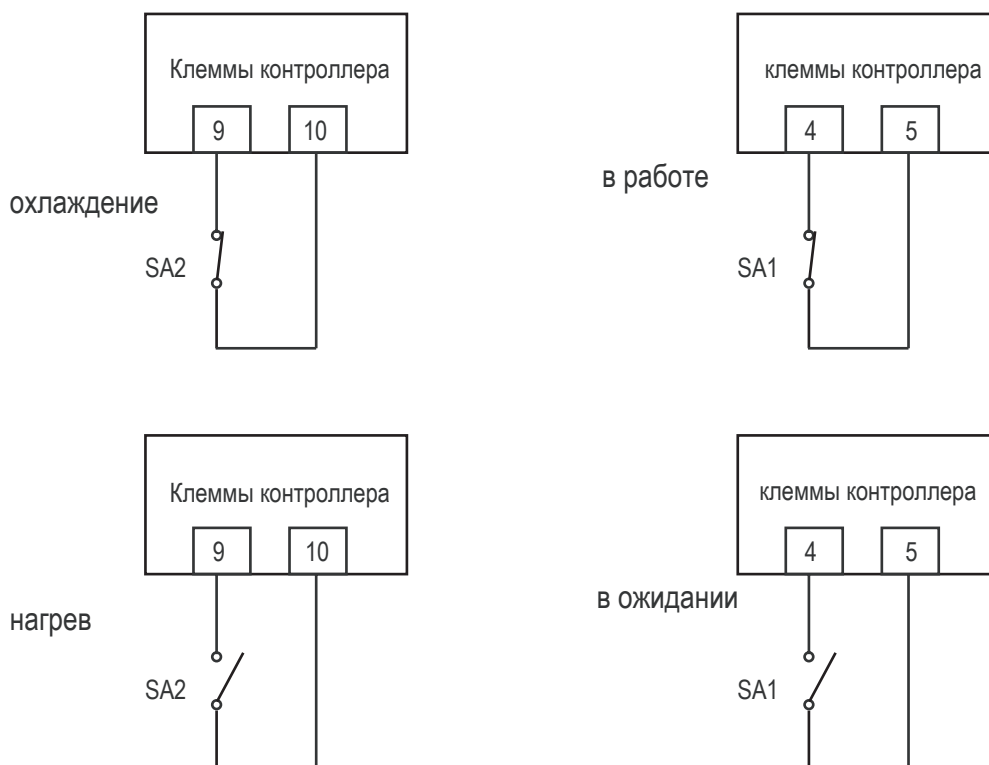 Клеммы контроллера
9 10
охлаждение
SA2
клеммы контроллера
4 5
в работе
SA1
Клеммы контроллера
9 10
нагрев
SA2
клеммы контроллера
4 5
в ожидании
SA1